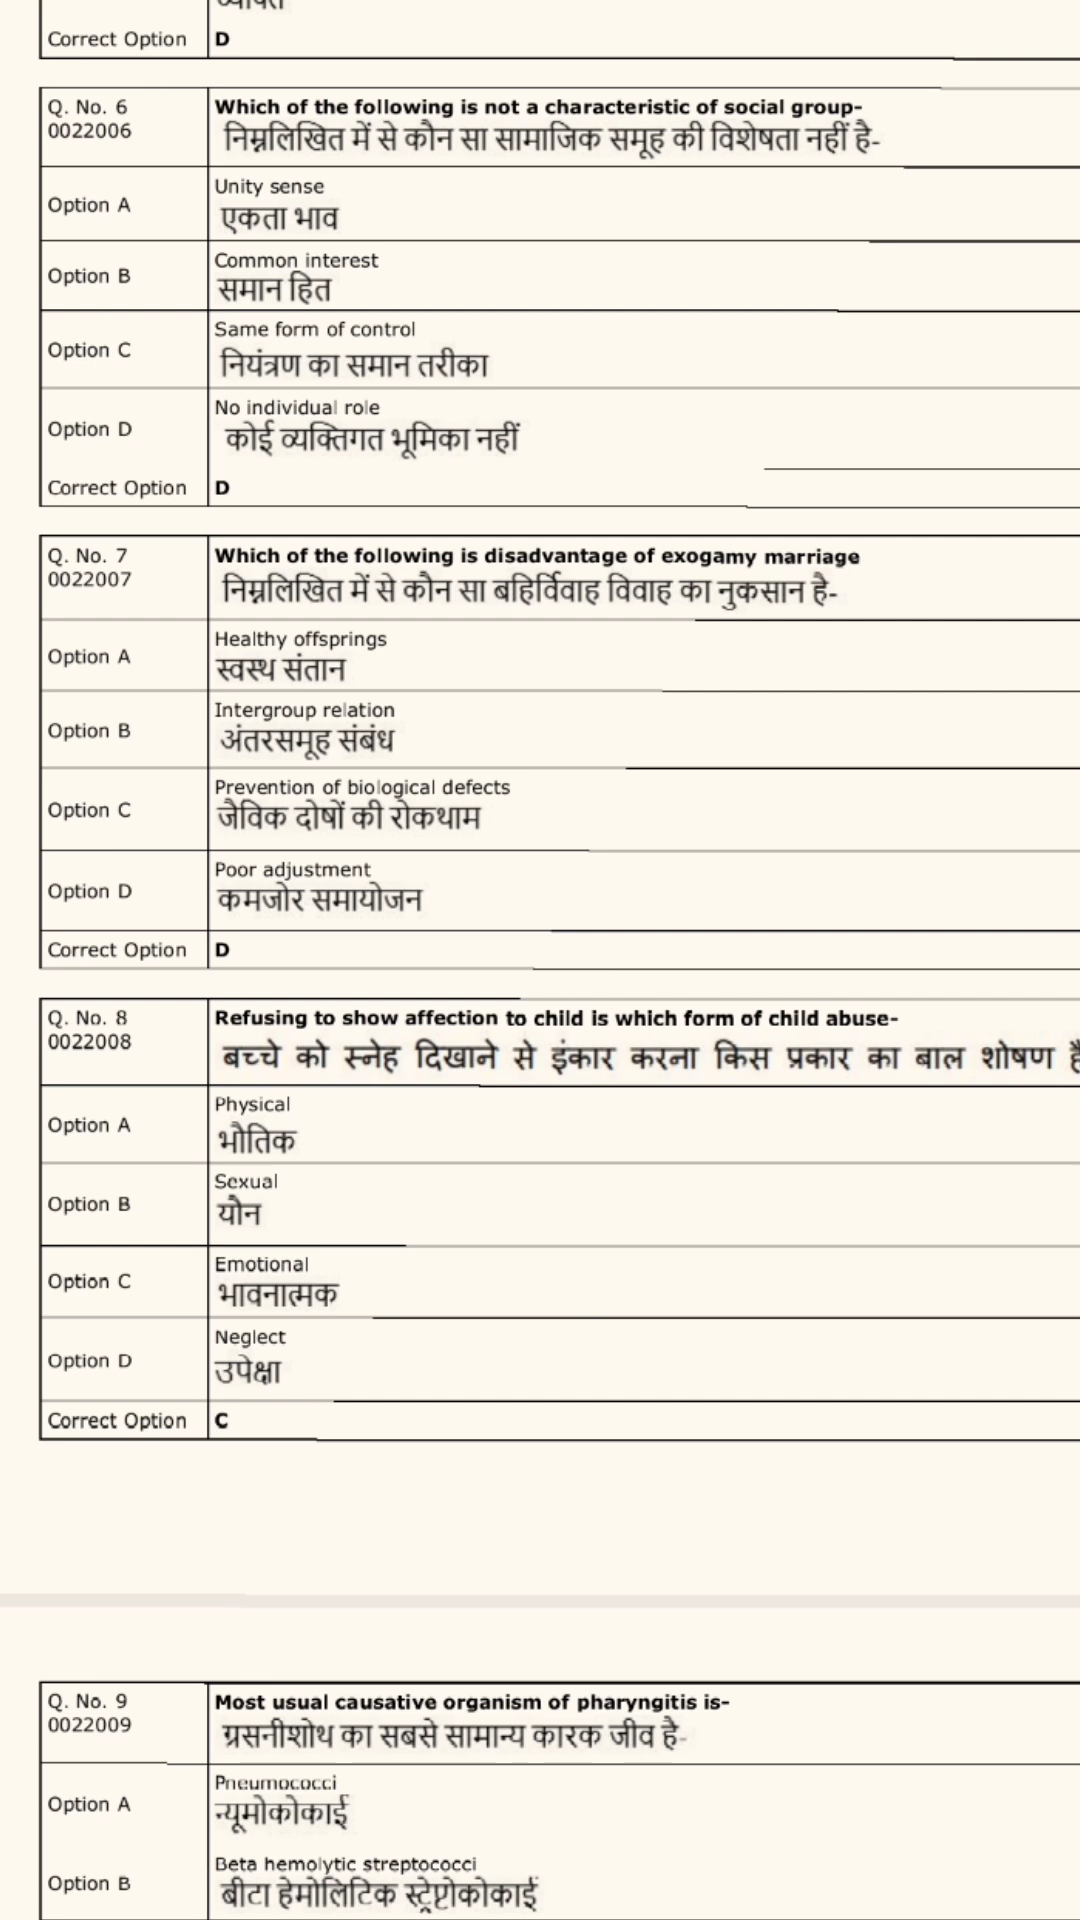 Correct Option D
Q. No. 6 Which of the following is not a characteristic of social group-
0022006 निम्नलिखित में से कौन सा सामाजिक समूह की विशेषता नहीं है-
Option A Unity sense
एकता भाव
Option B Common interest
समान हित
Option C Same form of control
नियंत्रण का समान तरीका
Option D No individual role
कोई व्यक्तिगत भूमिका नहीं
Correct Option D
Q. No. 7 Which of the following is disadvantage of exogamy marriage
0022007 निम्नलिखित में से कौन सा बहिर्विवाह विवाह का नुकसान है-
Option A Healthy offsprings
स्वस्थ संतान
Option B Intergroup relation
अंतरसमूह संबंध
Option C Prevention of biological defects
जैविक दोषों की रोकथाम
Option D Poor adjustment
कमजोर समायोजन
Correct Option D
Q. No. 8 Refusing to show affection to child is which form of child abuse-
0022008 बच्चे को स्नेह दिखाने से इंकार करना किस प्रकार का बाल शोषण
Option A Physical
भौतिक
Option B Sexual
यौन
Option C Emotional
भावनात्मक
Option D Neglect
उपेक्षा
Correct Option C
Q. No. 9 Most usual causative organism of pharyngitis is-
0022009 ग्रसनीशोथ का सबसे सामान्य कारक जीव है-
Option A Pneumococci
न्यूमोकोकाई
Option B Beta hemolytic streptococci
बीटा हेमोलिटिक स्ट्रेप्टोकोकाई